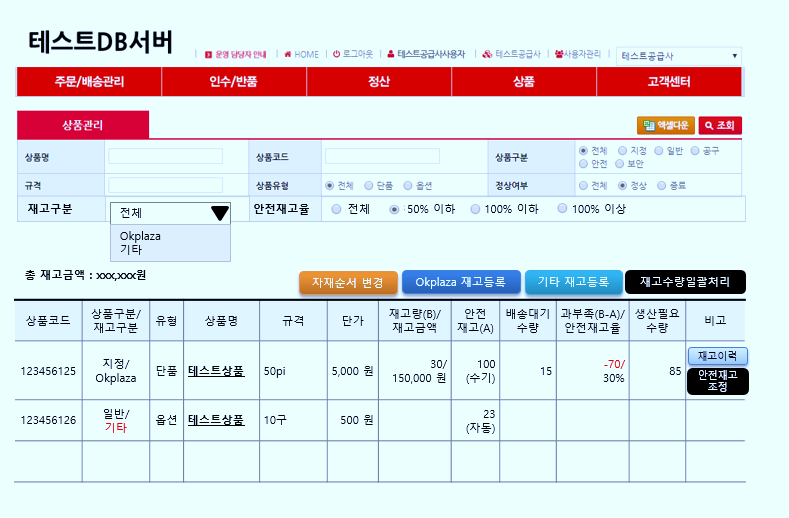 테스트DB서버
운영 담당자 안내 | HOME | 로그아웃 | 테스트공급사사용자 | 테스트공급사 | 사용자관리 | 테스트공급사
주문/배송관리 인수/반품 정산 상품 고객센터
상품관리 엑셀다운 조회
상품명 상품코드 상품구분 전체 지정 일반 공구
안전 보안
규격 상품유형 전체 단품 옵션 정상여부 전체 정상 종료
재고구분 전체 안전재고율 전체 50% 이하 100% 이하 100% 이상
Okplaza
기타
총 재고금액 : xxx,xxx원
자재순서 변경 Okplaza 재고등록 기타 재고등록 재고수량일괄처리
상품코드 상품구분/ 유형 상품명 규격 단가 재고량(B)/ 안전 배송대기 과부족(B-A)/ 생산필요 비고
재고구분 재고금액 재고(A) 수량 안전재고율 수량
123456125 지정/ 단품 테스트상품 50pi 5,000 원 30/ 100 15 -70/ 85 재고이력
Okplaza 150,000 원 (수기) 30% 안전재고
조정
123456126 일반/ 옵션 테스트상품 10구 500 원 23
기타 (자동)